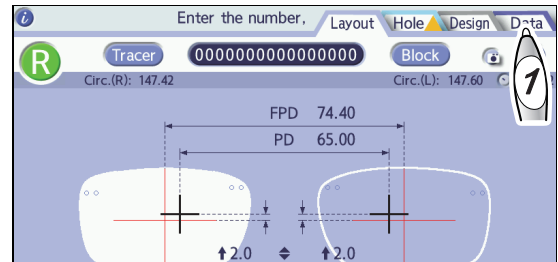 Enter the number, Layout Hole Design Data
R Tracer 0000000000000000 Block
Circ.(R): 147.42 Circ.(L): 147.60
1
FPD 74.40
PD 65.00
2.0 2.0